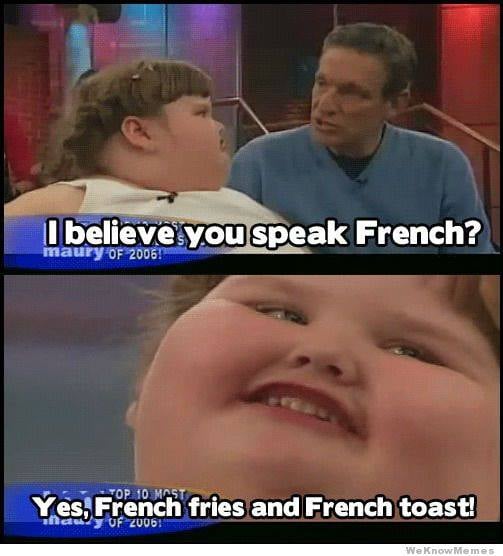 I believe you speak French?
maury OF 2006!
TOP 10 MOST
Yes, French fries and French toast!
maury OF 2006!
WeKnowMemes